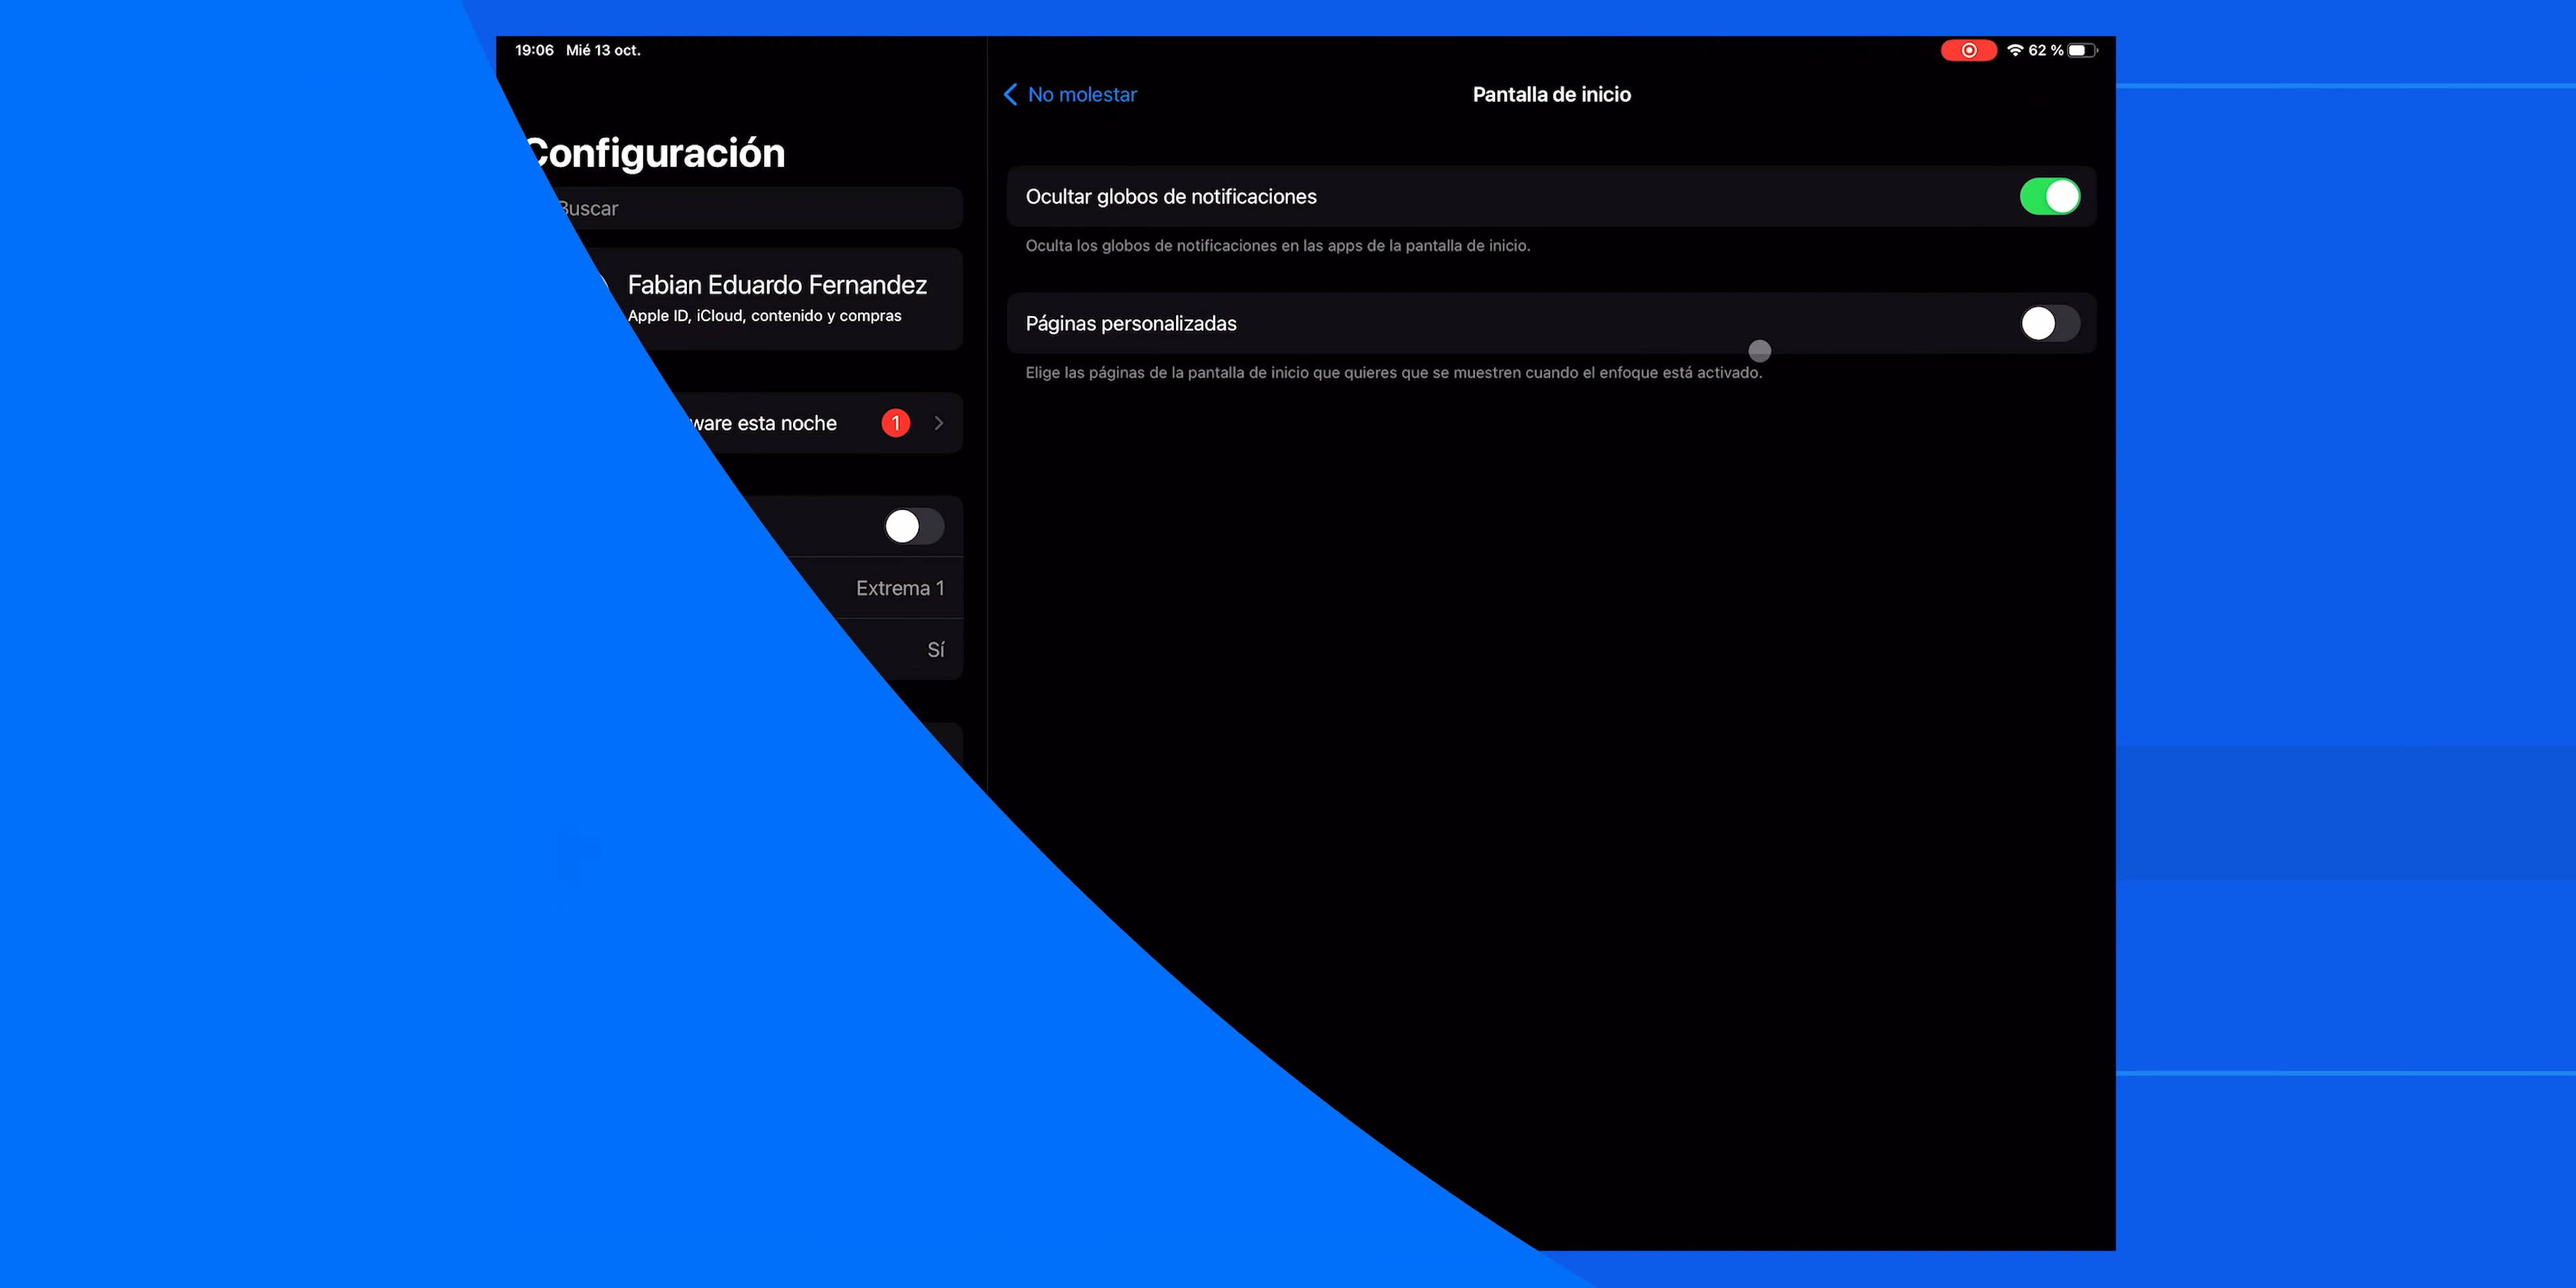 19:06 Mié 13 oct.
62 %
Configuración
Buscar
Fabian Eduardo Fernandez
Apple ID, iCloud, contenido y compras
esta noche
1
Extrema 1
Sí
No molestar
Pantalla de inicio
Ocultar globos de notificaciones
Oculta los globos de notificaciones en las apps de la pantalla de inicio.
Páginas personalizadas
Elige las páginas de la pantalla de inicio que quieres que se muestren cuando el enfoque está activado.